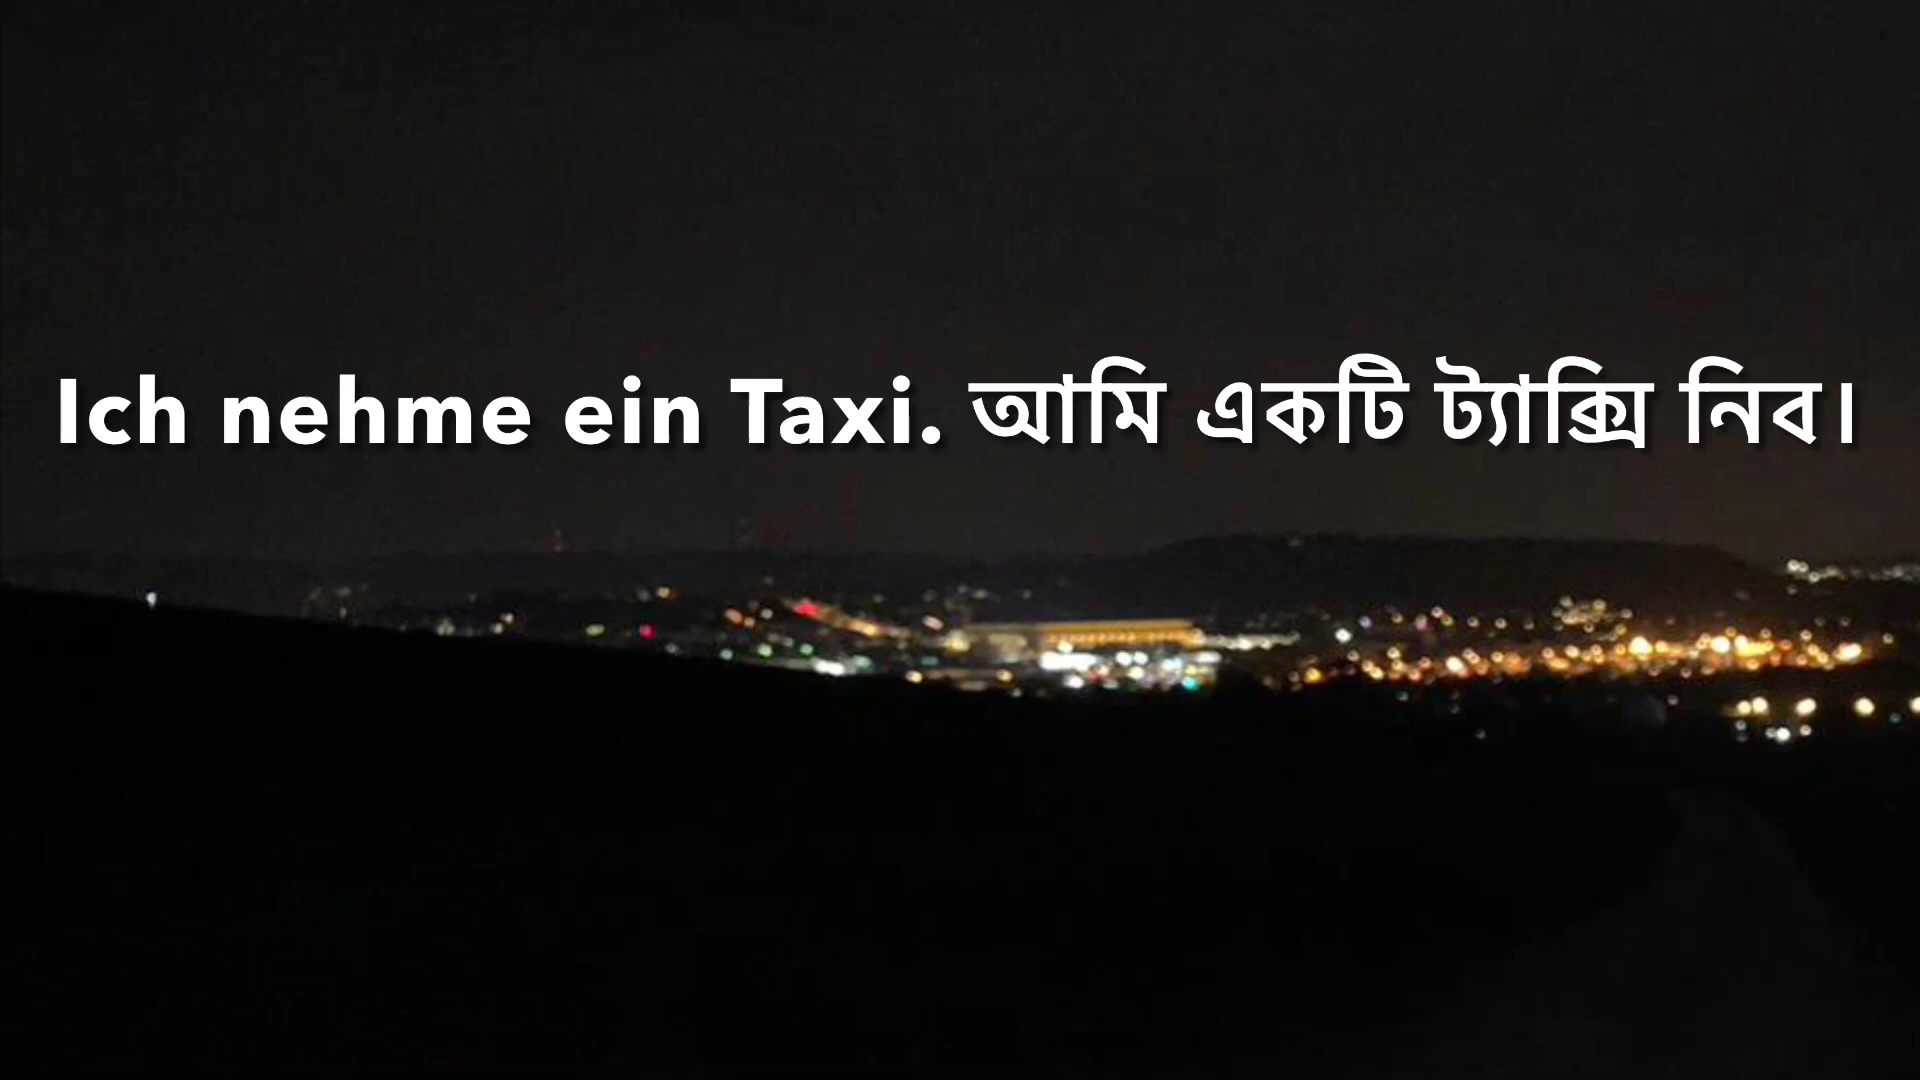 Ich nehme ein Taxi. আমি একটি ট্যাক্সি নিব।